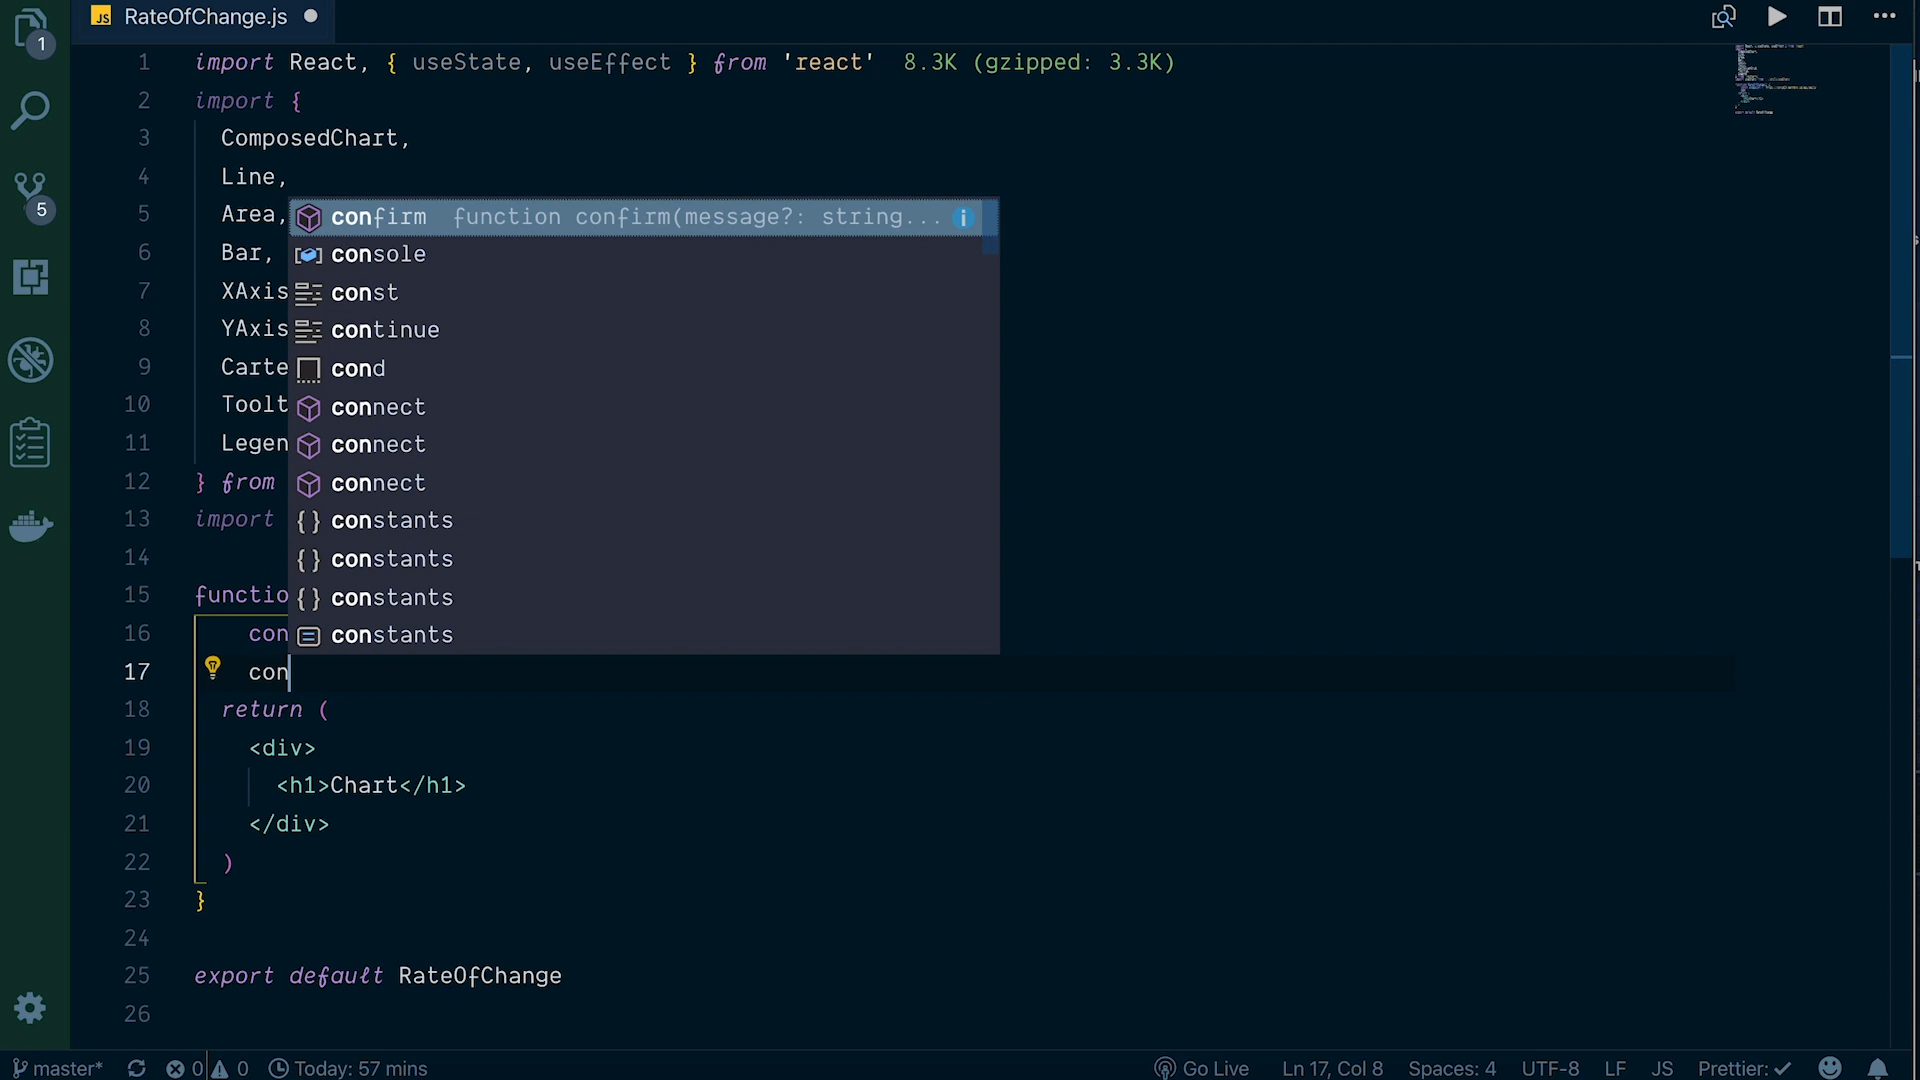 JS RateOfChange.js
1
5
1 import React, { useState, useEffect } from 'react' 8.3K (gzipped: 3.3K)
2 import {
3 ComposedChart,
4 Line,
5 Area,
6 Bar,
7 XAxis
8 YAxis
9 Carte
10 Toolt
11 Legen
12 } from
13 import
14
15 functio
16 con
17 con
18 return (
19 <div>
20 <h1>Chart</h1>
21 </div>
22 )
23 }
24
25 export default RateOfChange
26
confirm function confirm(message?: string...
console
const
continue
cond
connect
connect
connect
constants
constants
constants
constants
master* 0 0 Today: 57 mins Go Live Ln 17, Col 8 Spaces: 4 UTF-8 LF JS Prettier: ✓